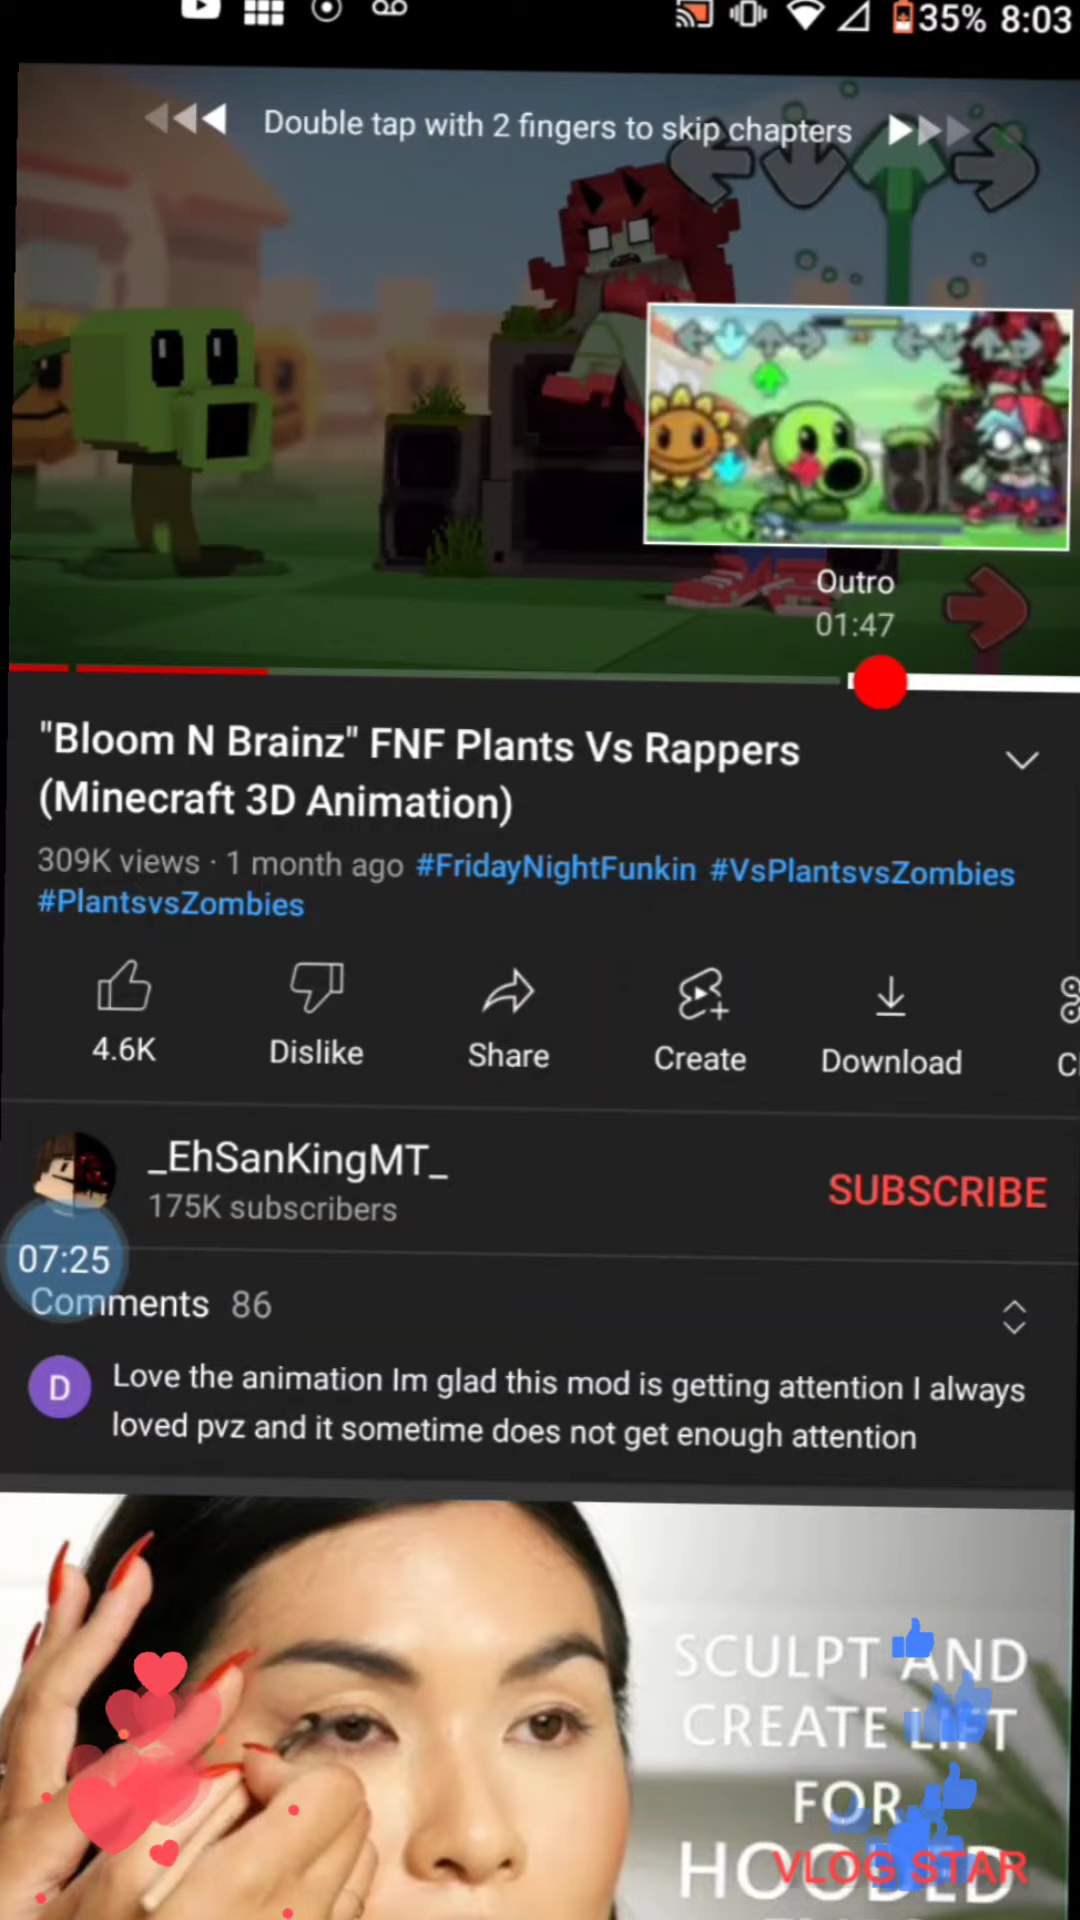 35% 8:03
Double tap with 2 fingers to skip chapters
Outro
01:47
"Bloom N Brainz" FNF Plants Vs Rappers
(Minecraft 3D Animation)
309K views · 1 month ago #FridayNightFunkin #VsPlantsvsZombies
#PlantsvsZombies
4.6K
Dislike
Share
Create
Download
_EhSanKingMT_
175K subscribers
SUBSCRIBE
07:25
Comments 86
D
Love the animation Im glad this mod is getting attention I always
loved pvz and it sometime does not get enough attention
SCULPT AND
CREATE LIFT
FOR
HOODED
VLOG STAR